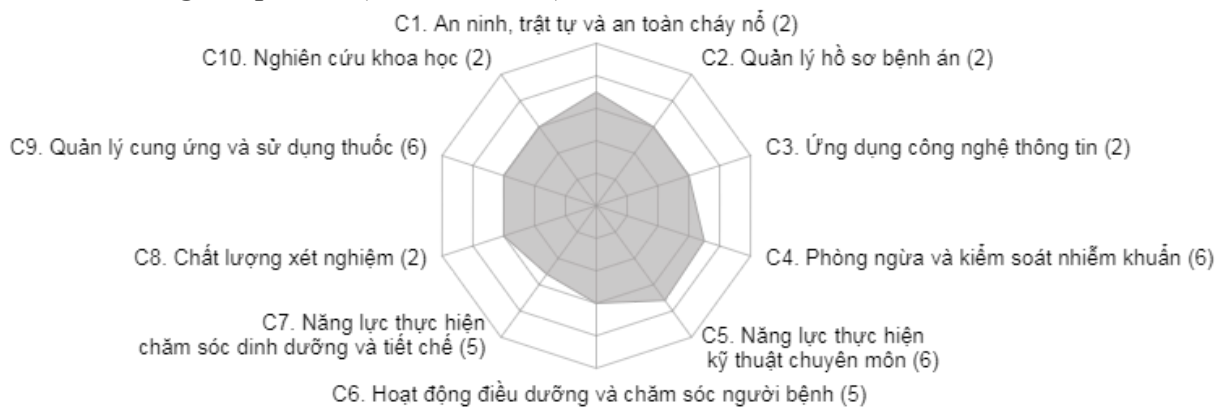 C1. An ninh, trật tự và an toàn cháy nổ (2)
C2. Quản lý hồ sơ bệnh án (2)
C3. Ứng dụng công nghệ thông tin (2)
C4. Phòng ngừa và kiểm soát nhiễm khuẩn (6)
C5. Năng lực thực hiện
kỹ thuật chuyên môn (6)
C6. Hoạt động điều dưỡng và chăm sóc người bệnh (5)
C7. Năng lực thực hiện
chăm sóc dinh dưỡng và tiết chế (5)
C8. Chất lượng xét nghiệm (2)
C9. Quản lý cung ứng và sử dụng thuốc (6)
C10. Nghiên cứu khoa học (2)